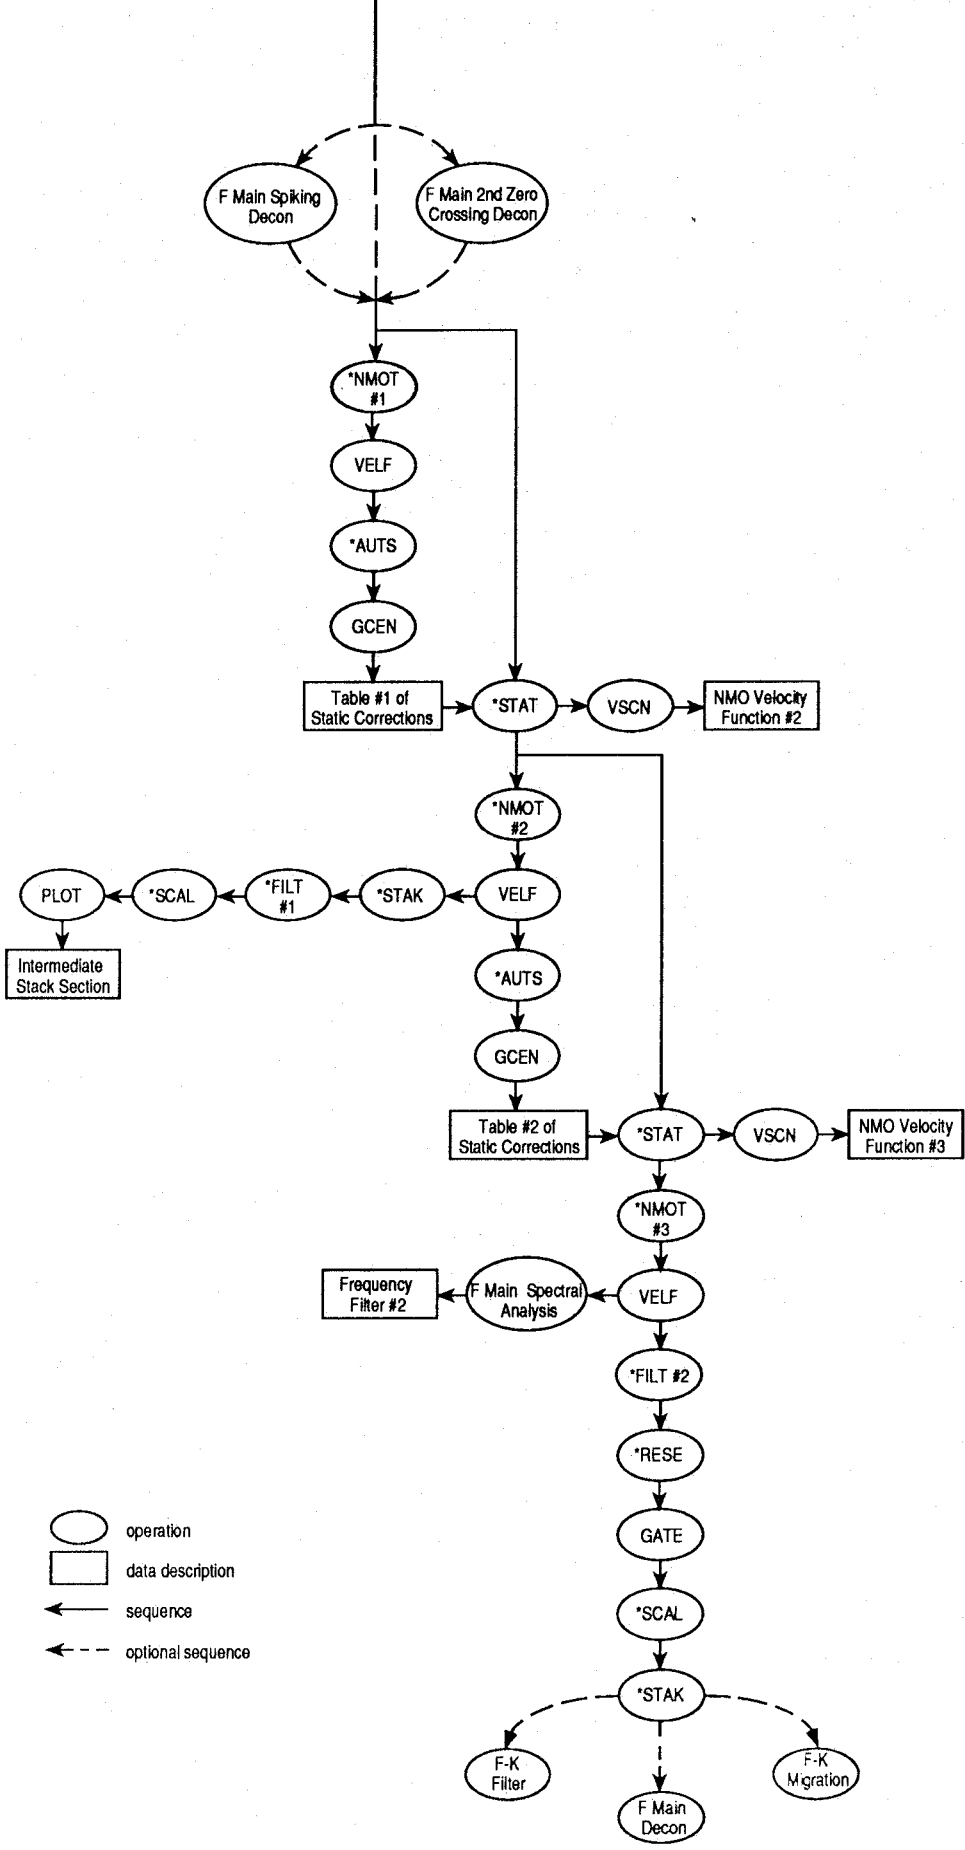 F Main Spiking
Decon
F Main 2nd Zero
Crossing Decon
*NMOT
#1
VELF
*AUTS
GCEN
Table #1 of
Static Corrections
*STAT
VSCN
NMO Velocity
Function #2
*NMOT
#2
PLOT
*SCAL
*FILT
#1
*STAK
VELF
Intermediate
Stack Section
*AUTS
GCEN
Table #2 of
Static Corrections
*STAT
VSCN
NMO Velocity
Function #3
*NMOT
#3
Frequency
Filter #2
F Main Spectral
Analysis
VELF
*FILT #2
*RESE
GATE
*SCAL
*STAK
F-K
Filter
F Main
Decon
F-K
Migration
operation
data description
sequence
optional sequence